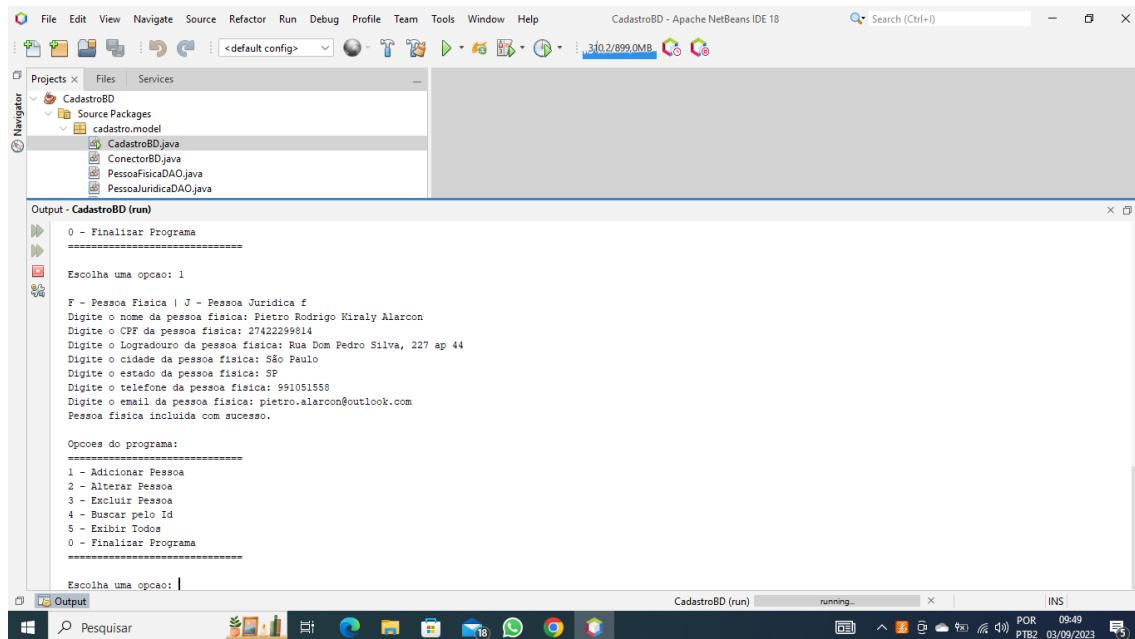 File Edit View Navigate Source Refactor Run Debug Profile Team Tools Window Help CadastroBD - Apache NetBeans IDE 18 Search (Ctrl+I)
<default config> 310.2/899.0MB
Projects Files Services
Navigator
CadastroBD
Source Packages
cadastro.model
CadastroBD.java
ConectorBD.java
PessoaFisicaDAO.java
PessoaJuridicaDAO.java
Output - CadastroBD (run)
0 - Finalizar Programa
==============================
Escolha uma opcao: 1
F - Pessoa Fisica | J - Pessoa Juridica f
Digite o nome da pessoa fisica: Pietro Rodrigo Kiraly Alarcon
Digite o CPF da pessoa fisica: 27422299814
Digite o Logradouro da pessoa fisica: Rua Dom Pedro Silva, 227 ap 44
Digite o cidade da pessoa fisica: São Paulo
Digite o estado da pessoa fisica: SP
Digite o telefone da pessoa fisica: 991051558
Digite o email da pessoa fisica: pietro.alarcon@outlook.com
Pessoa fisica incluida com sucesso.
Opcoes do programa:
==============================
1 - Adicionar Pessoa
2 - Alterar Pessoa
3 - Excluir Pessoa
4 - Buscar pelo Id
5 - Exibir Todos
0 - Finalizar Programa
==============================
Escolha uma opcao:
Output CadastroBD (run) running... INS
Pesquisar 18 POR 09:49
PTB2 03/09/2023 5